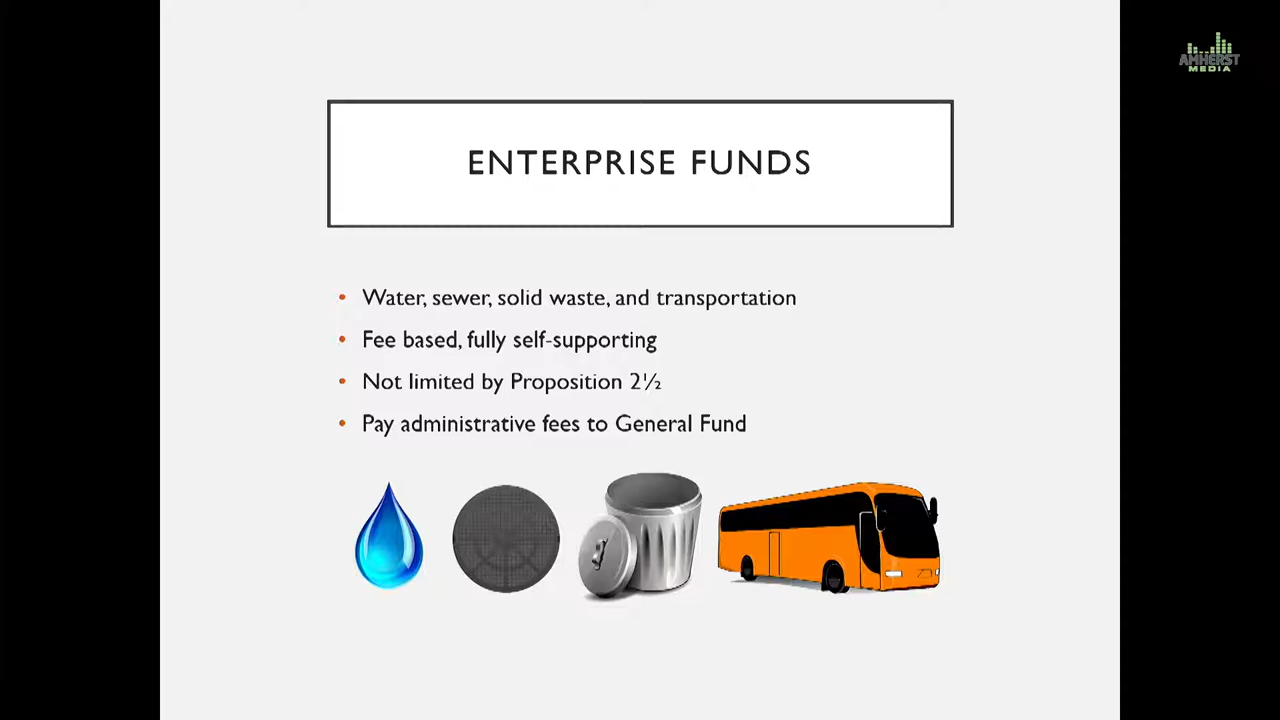 AMHERST
MEDIA
ENTERPRISE FUNDS
• Water, sewer, solid waste, and transportation
• Fee based, fully self-supporting
• Not limited by Proposition 2½
• Pay administrative fees to General Fund